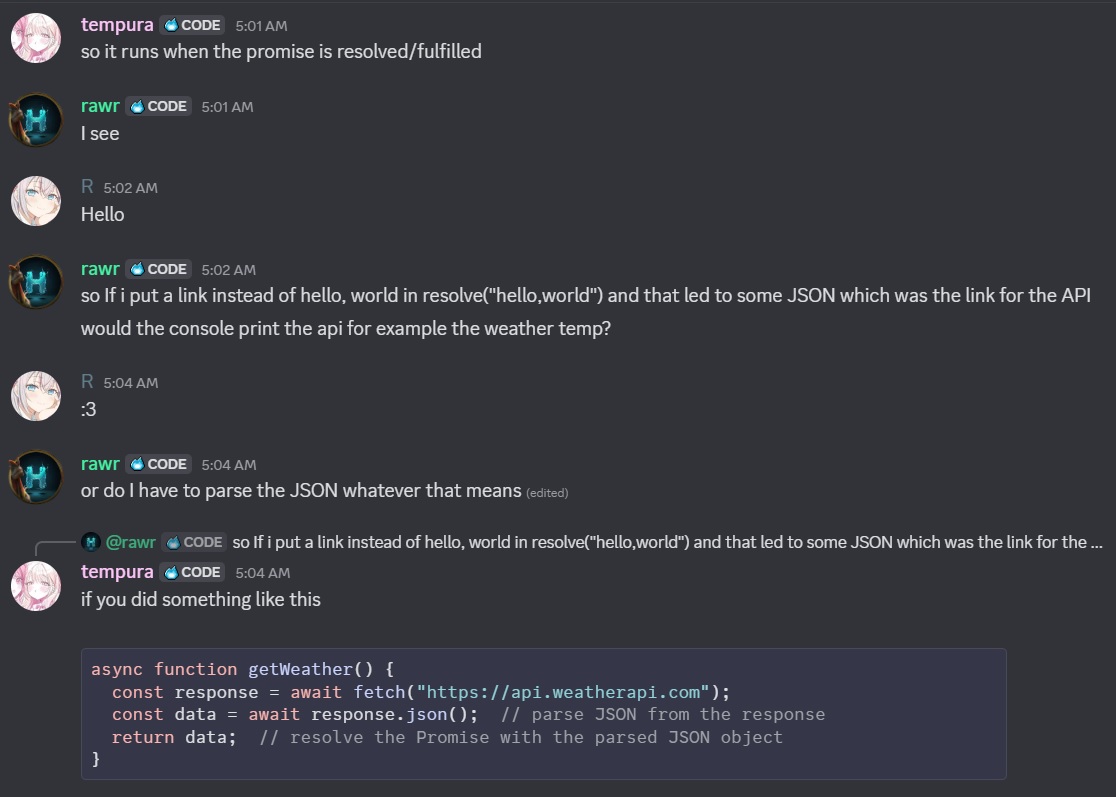 tempura CODE 5:01 AM
so it runs when the promise is resolved/fulfilled
rawr CODE 5:01 AM
I see
R 5:02 AM
Hello
rawr CODE 5:02 AM
so If i put a link instead of hello, world in resolve("hello,world") and that led to some JSON which was the link for the API
would the console print the api for example the weather temp?
R 5:04 AM
:3
rawr CODE 5:04 AM
or do I have to parse the JSON whatever that means (edited)
@rawr CODE so If i put a link instead of hello, world in resolve("hello,world") and that led to some JSON which was the link for the ...
tempura CODE 5:04 AM
if you did something like this
async function getWeather() {
  const response = await fetch("https://api.weatherapi.com");
  const data = await response.json();  // parse JSON from the response
  return data;  // resolve the Promise with the parsed JSON object
}